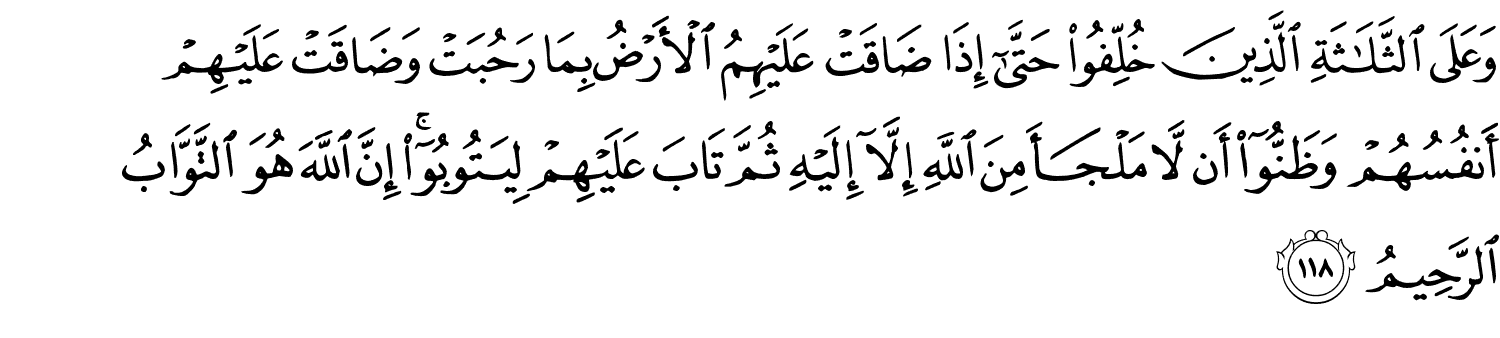 وَعَلَى ٱلثَّلَـٰثَةِ ٱلَّذِينَ خُلِّفُوا۟ حَتَّىٰٓ إِذَا ضَاقَتْ عَلَيْهِمُ ٱلْأَرْضُ بِمَا رَحُبَتْ وَضَاقَتْ عَلَيْهِمْ
أَنفُسُهُمْ وَظَنُّوٓا۟ أَن لَّا مَلْجَأَ مِنَ ٱللَّهِ إِلَّآ إِلَيْهِ ثُمَّ تَابَ عَلَيْهِمْ لِيَتُوبُوٓا۟ ۚ إِنَّ ٱللَّهَ هُوَ ٱلتَّوَّابُ
ٱلرَّحِيمُ ١١٨